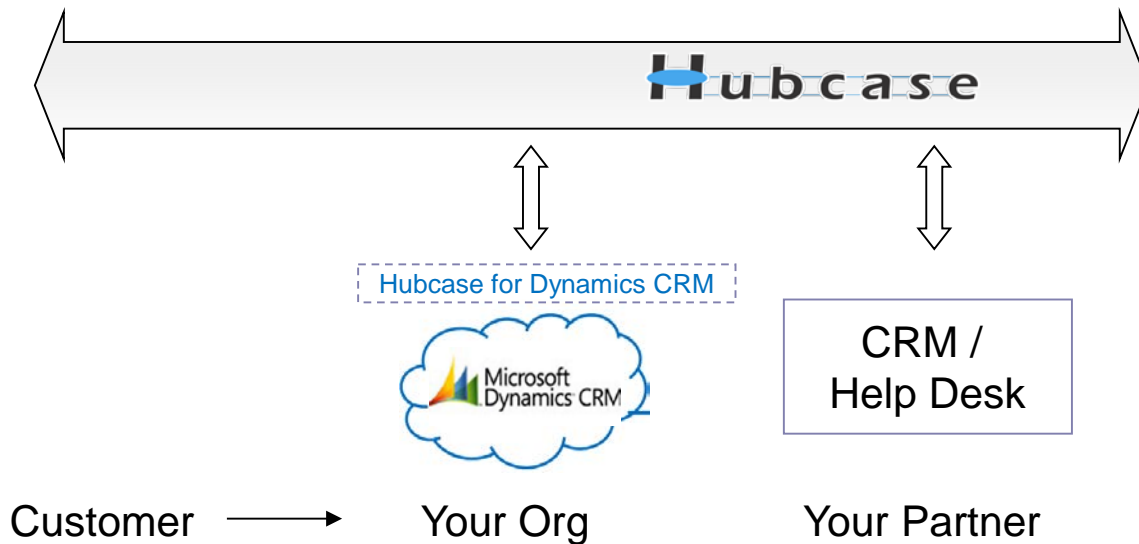 Hubcase
Hubcase for Dynamics CRM
Microsoft
Dynamics CRM
CRM /
Help Desk
Customer
Your Org
Your Partner